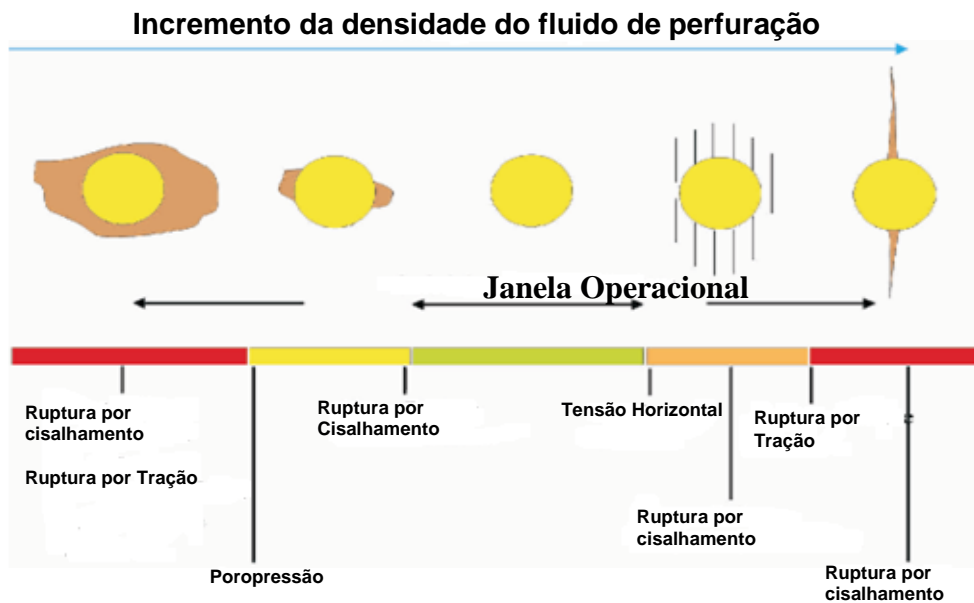 Incremento da densidade do fluido de perfuração
Janela Operacional
Ruptura por
cisalhamento
Ruptura por Tração
Ruptura por
Cisalhamento
Tensão Horizontal
Ruptura por
Tração
Ruptura por
cisalhamento
Poropressão
Ruptura por
cisalhamento